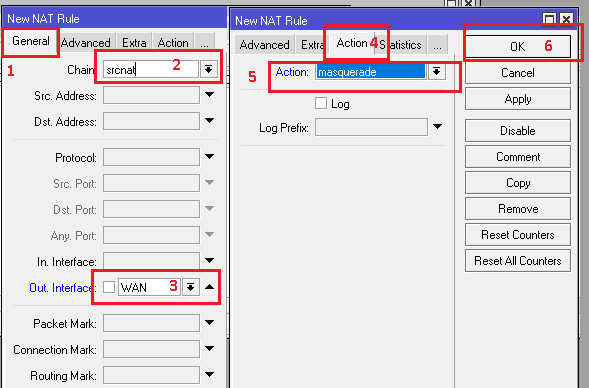 New NAT Rule
General Advanced Extra Action ...
1
Chain: srcnat 2
Src. Address:
Dst. Address:
Protocol:
Src. Port:
Dst. Port:
Any. Port:
In. Interface:
Out. Interface: WAN 3
Packet Mark:
Connection Mark:
Routing Mark:
New NAT Rule
Advanced Extra Action 4 Statistics ...
5 Action: masquerade
Log
Log Prefix:
OK 6
Cancel
Apply
Disable
Comment
Copy
Remove
Reset Counters
Reset All Counters